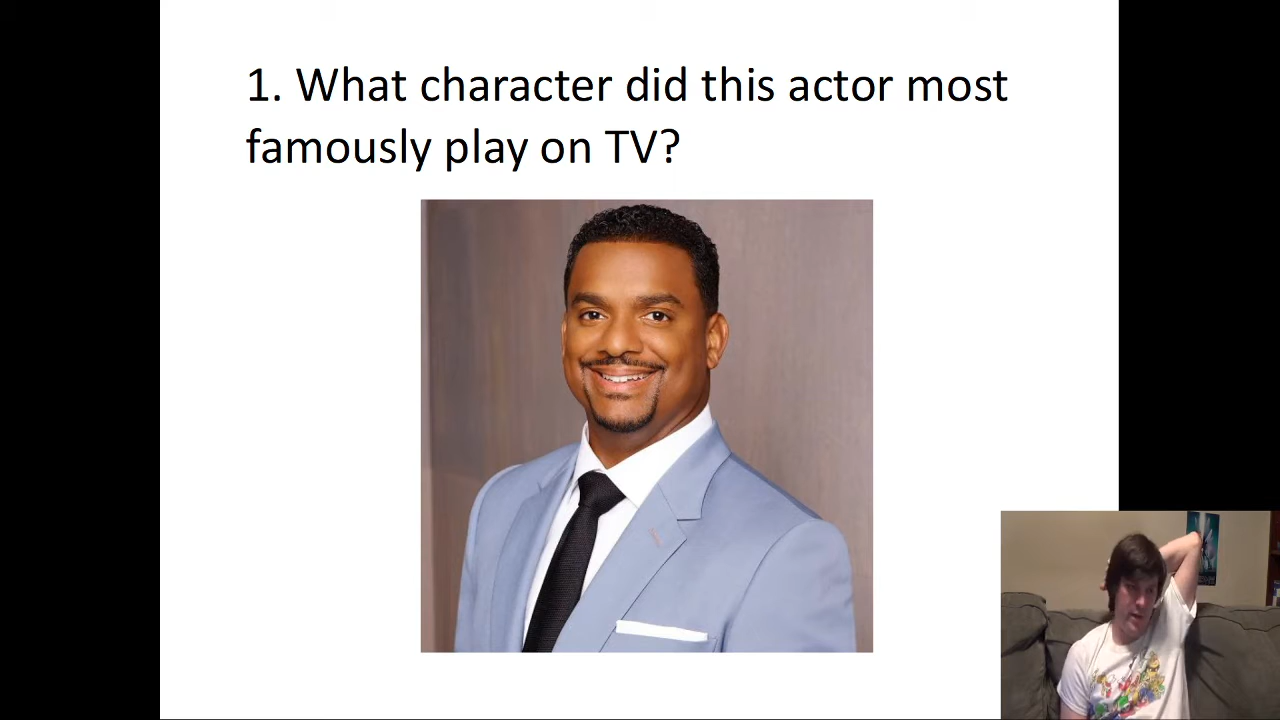 1. What character did this actor most
famously play on TV?